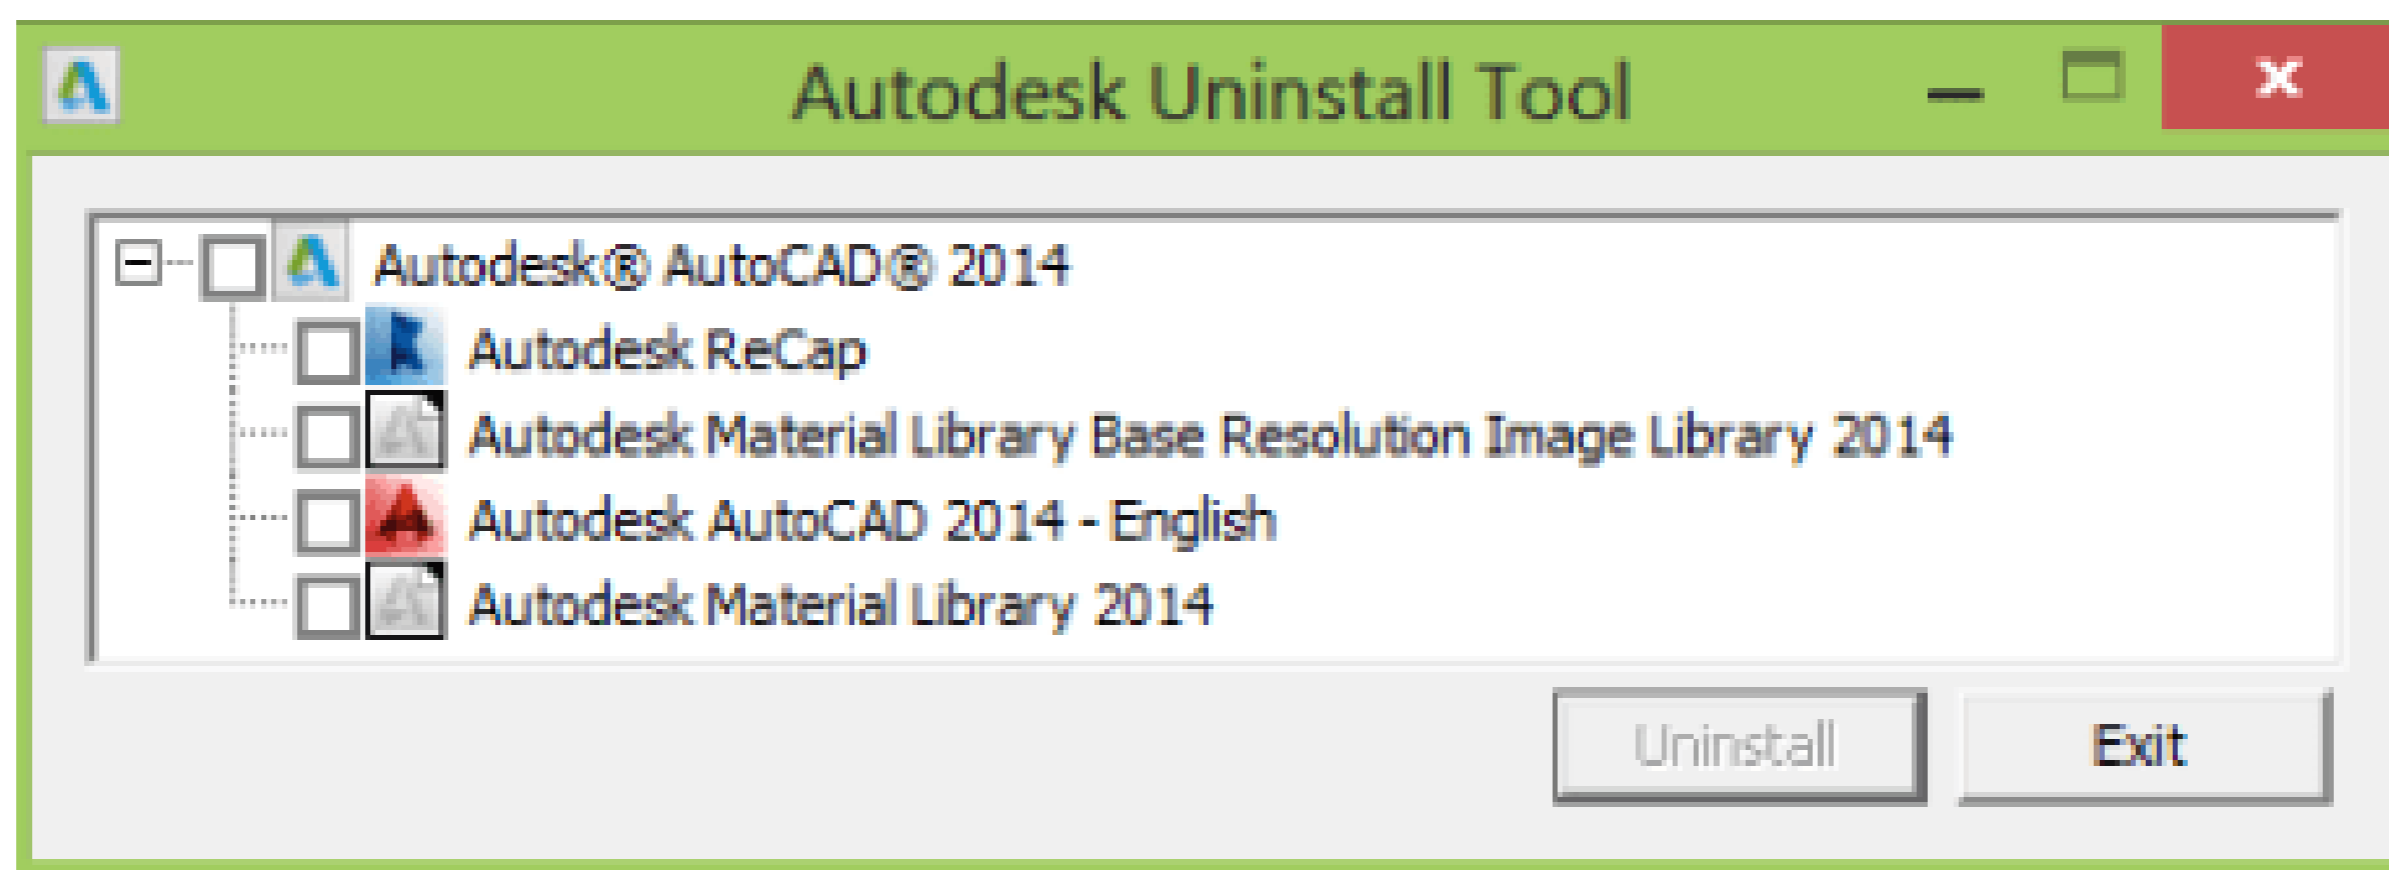 Autodesk Uninstall Tool
Autodesk® AutoCAD® 2014
Autodesk ReCap
Autodesk Material Library Base Resolution Image Library 2014
Autodesk AutoCAD 2014 - English
Autodesk Material Library 2014
Uninstall Exit